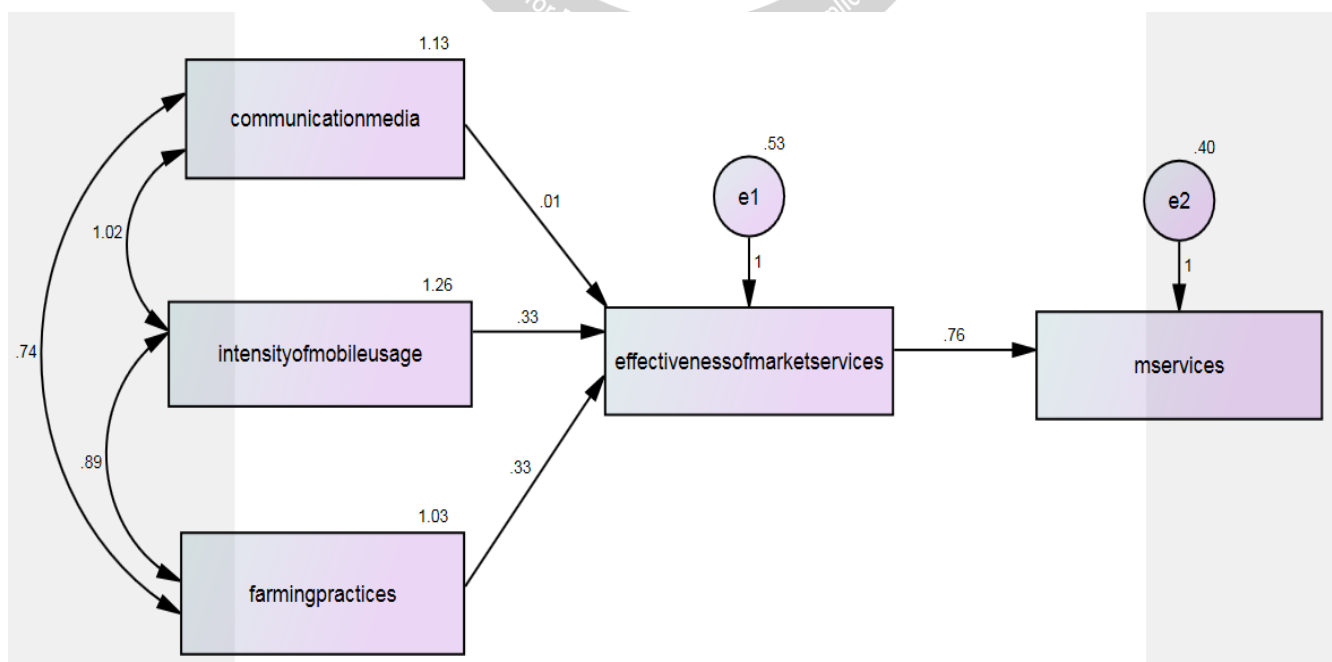 for
1.13
communicationmedia
.53
.40
e1
e2
.01
1.02
1
1
1.26
intensityofmobileusage
.33
.74
effectivenessofmarketservices
.76
mservices
.89
.33
1.03
farmingpractices